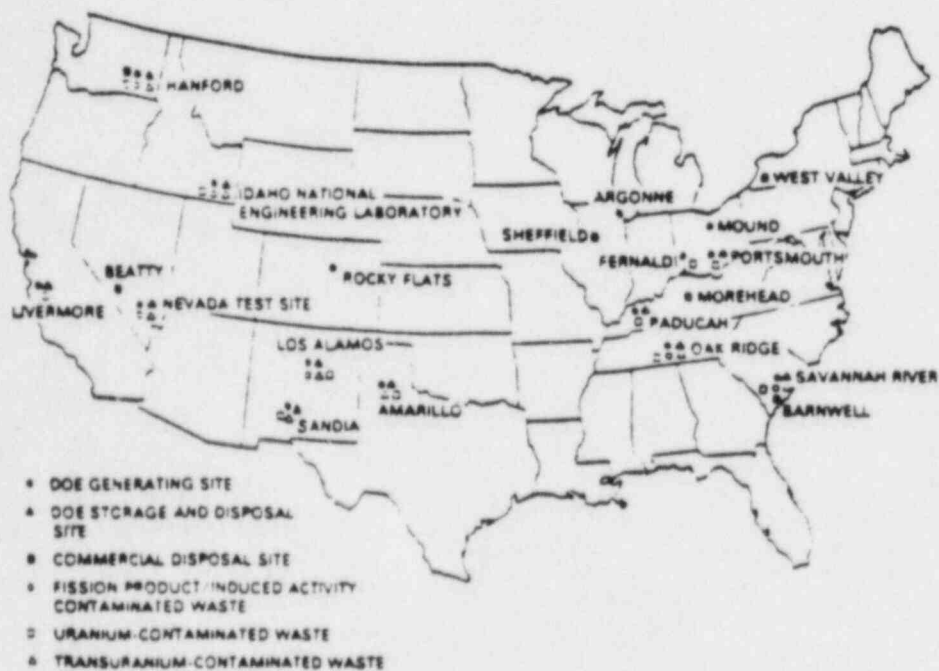 HANFORD
IDAHO NATIONAL
ENGINEERING LABORATORY
ARGONNE
WEST VALLEY
SHEFFIELD
MOUND
FERNALD
PORTSMOUTH
BEATTY
ROCKY FLATS
LIVERMORE
NEVADA TEST SITE
MOREHEAD
PADUCAH
LOS ALAMOS
OAK RIDGE
AMARILLO
SAVANNAH RIVER
SANDIA
BARNWELL
DOE GENERATING SITE
DOE STORAGE AND DISPOSAL
SITE
COMMERCIAL DISPOSAL SITE
FISSION PRODUCT/INDUCED ACTIVITY
CONTAMINATED WASTE
URANIUM-CONTAMINATED WASTE
TRANSURANIUM-CONTAMINATED WASTE